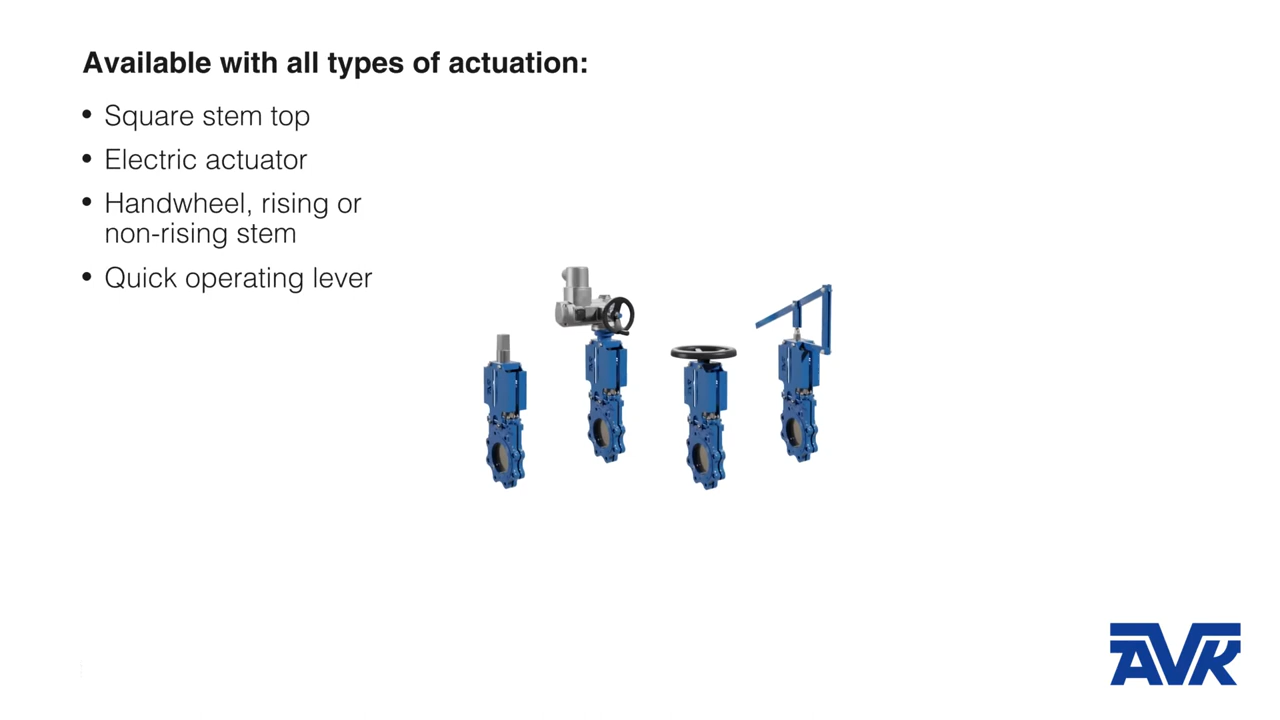 Available with all types of actuation:
• Square stem top
• Electric actuator
• Handwheel, rising or
non-rising stem
• Quick operating lever
AVK